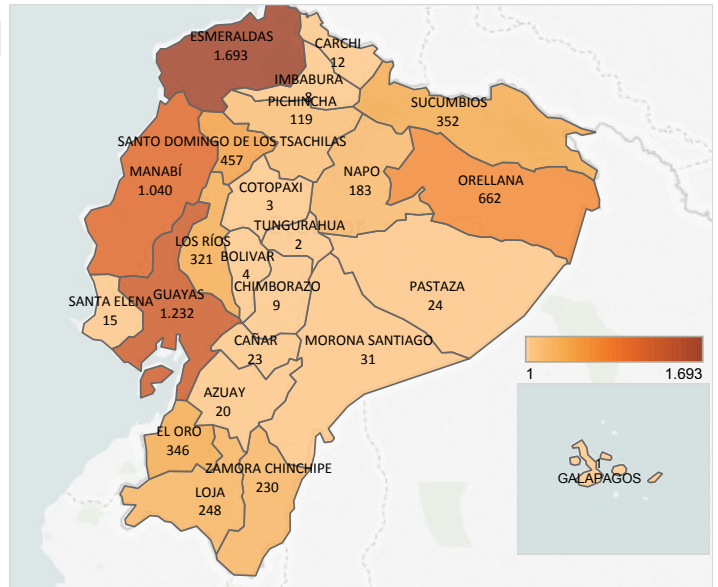 ESMERALDAS
1.693
CARCHI
12
IMBABURA
8
PICHINCHA
119
SUCUMBIOS
352
SANTO DOMINGO DE LOS TSACHILAS
457
MANABÍ
1.040
NAPO
183
ORELLANA
662
COTOPAXI
3
TUNGURAHUA
2
LOS RÍOS
321
BOLIVAR
4
CHIMBORAZO
9
PASTAZA
24
SANTA ELENA
15
GUAYAS
1.232
CAÑAR
23
MORONA SANTIAGO
31
AZUAY
20
EL ORO
346
ZAMORA CHINCHIPE
230
LOJA
248
1 1.693
1
GALAPAGOS